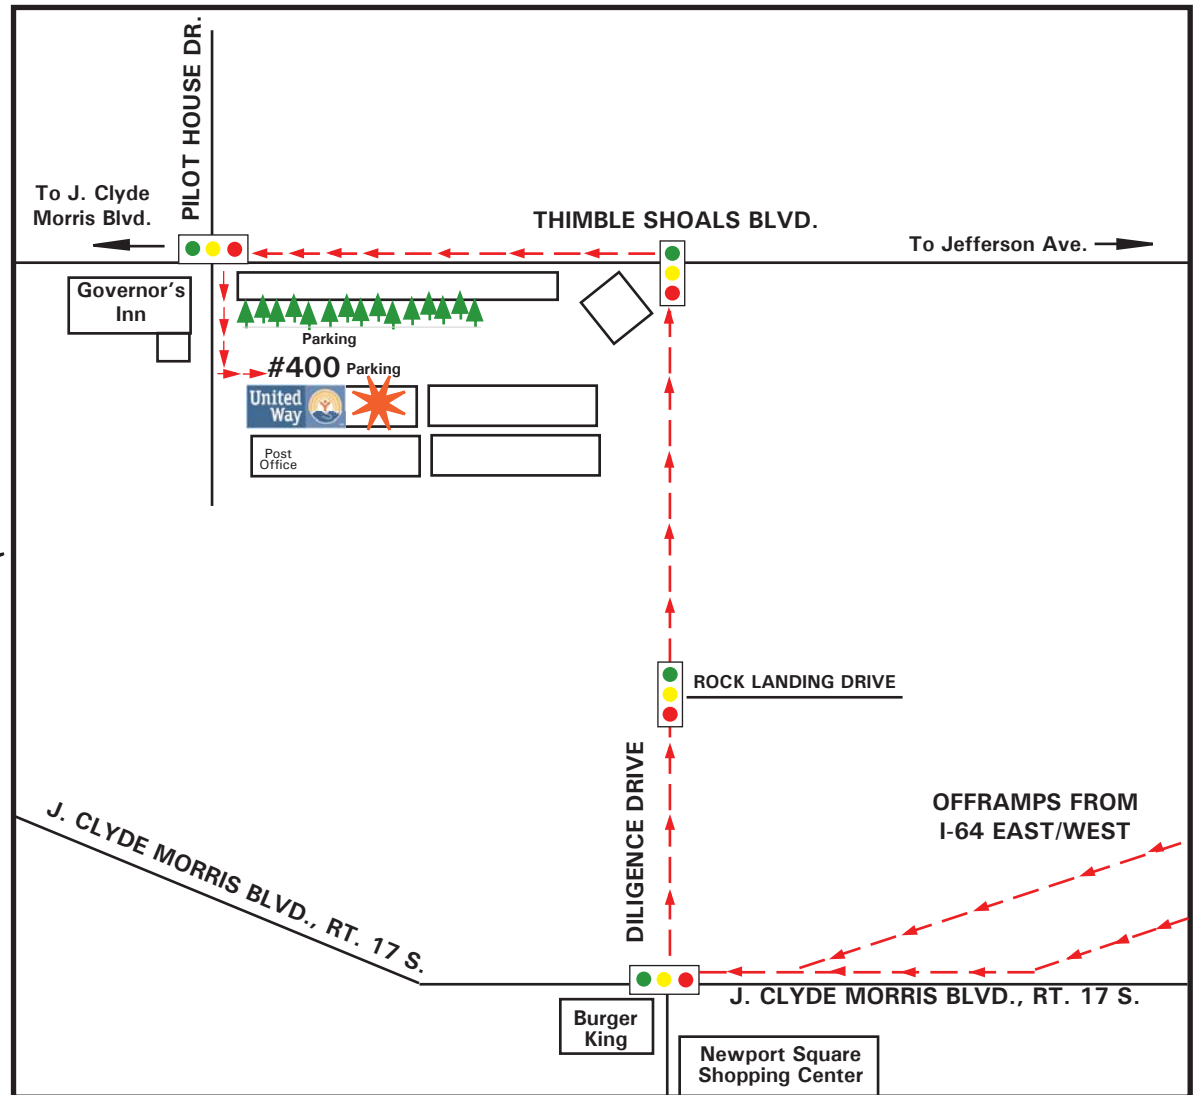 PILOT HOUSE DR.
To J. Clyde
Morris Blvd.
THIMBLE SHOALS BLVD.
To Jefferson Ave.
Governor's
Inn
Parking
#400 Parking
United
Way
Post
Office
ROCK LANDING DRIVE
DILIGENCE DRIVE
OFFRAMPS FROM
I-64 EAST/WEST
J. CLYDE MORRIS BLVD., RT. 17 S.
J. CLYDE MORRIS BLVD., RT. 17 S.
Burger
King
Newport Square
Shopping Center